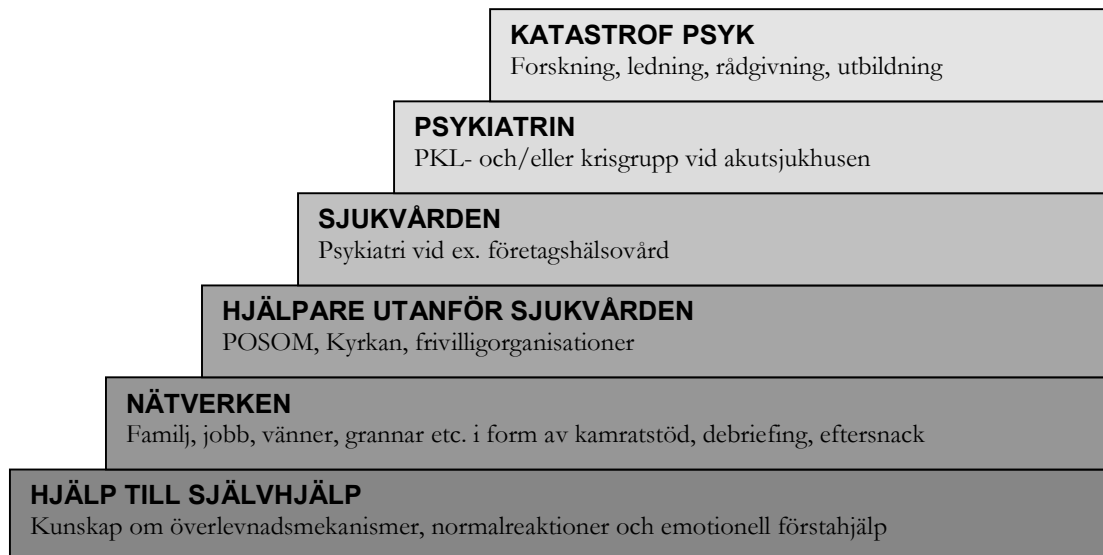 KATASTROF PSYK
Forskning, ledning, rådgivning, utbildning
PSYKIATRIN
PKL- och/eller krisgrupp vid akutsjukhusen
SJUKVÅRDEN
Psykiatri vid ex. företagshälsovård
HJÄLPARE UTANFÖR SJUKVÅRDEN
POSOM, Kyrkan, frivilligorganisationer
NÄTVERKEN
Familj, jobb, vänner, grannar etc. i form av kamratstöd, debriefing, eftersnack
HJÄLP TILL SJÄLVHJÄLP
Kunskap om överlevnadsmekanismer, normalreaktioner och emotionell förstahjälp